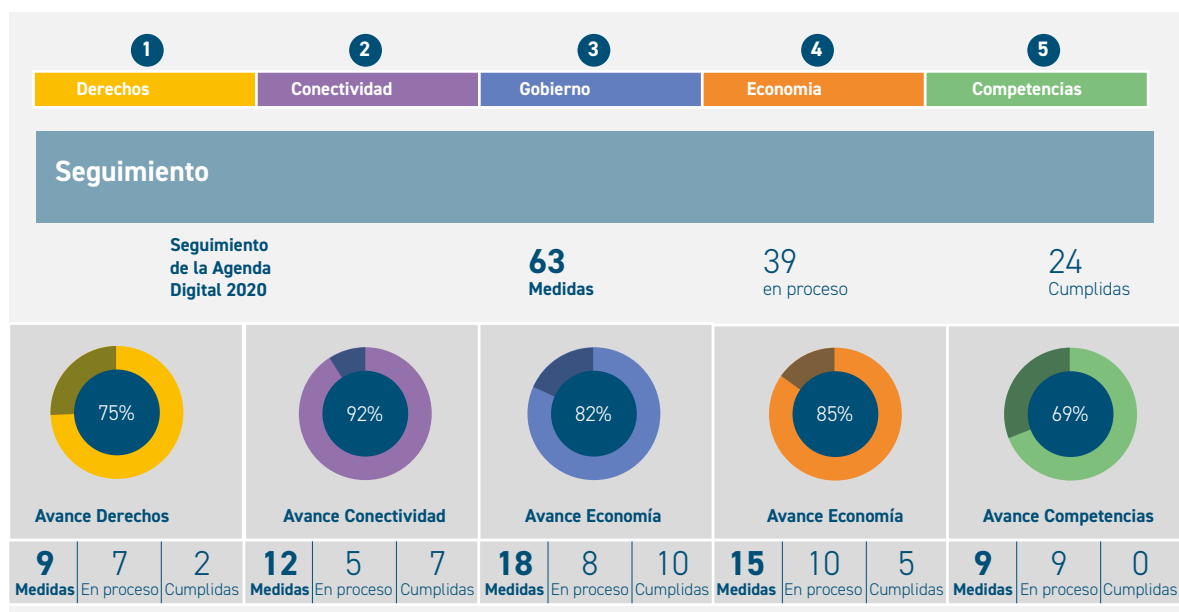 1
2
3
4
5
Derechos
Conectividad
Gobierno
Economia
Competencias
Seguimiento
Seguimiento
de la Agenda
Digital 2020
63
Medidas
39
en proceso
24
Cumplidas
75%
92%
82%
85%
69%
Avance Derechos
Avance Conectividad
Avance Economía
Avance Economía
Avance Competencias
9
Medidas
7
En proceso
2
Cumplidas
12
Medidas
5
En proceso
7
Cumplidas
18
Medidas
8
En proceso
10
Cumplidas
15
Medidas
10
En proceso
5
Cumplidas
9
Medidas
9
En proceso
0
Cumplidas